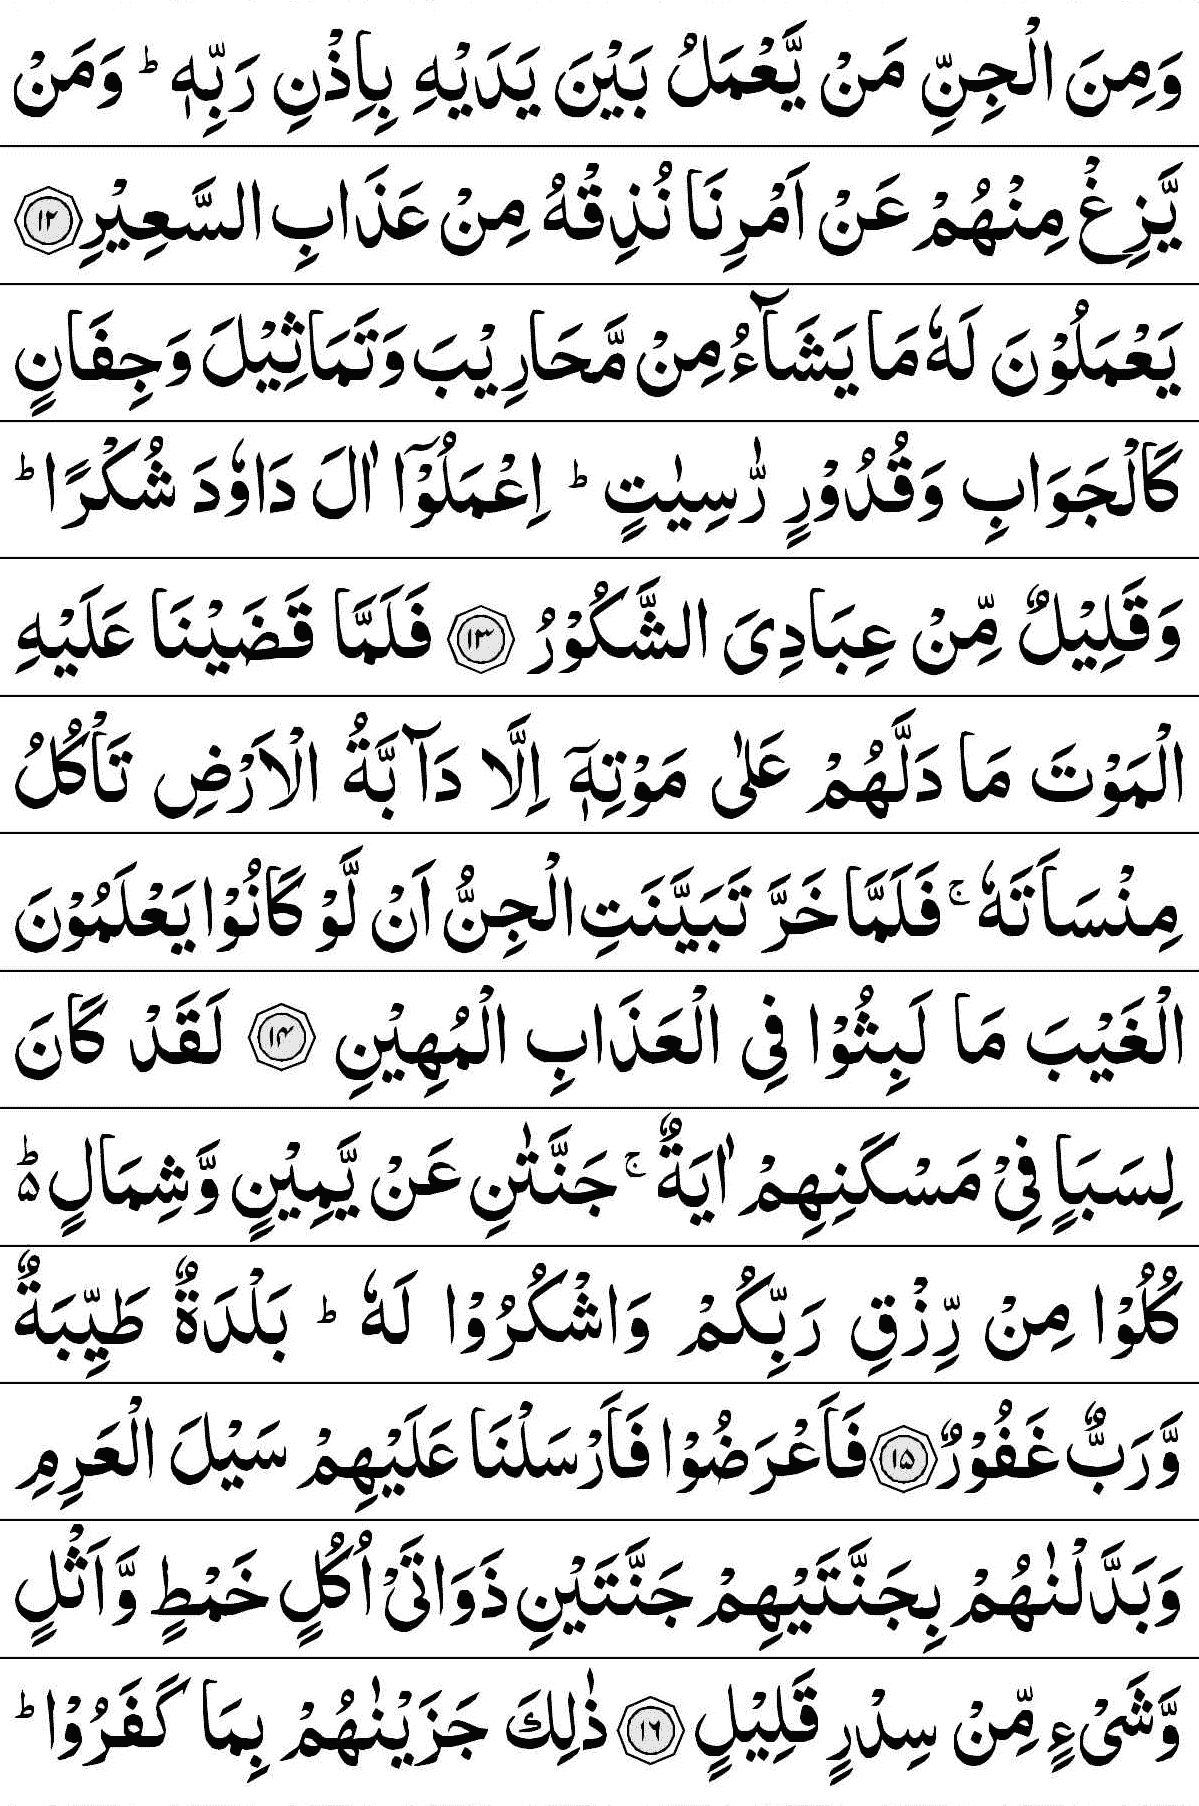 وَمِنَ الْجِنِّ مَنْ يَّعْمَلُ بَيْنَ يَدَيْهِ بِاِذْنِ رَبِّهٖ ؕ وَمَنْ
يَّزِغْ مِنْهُمْ عَنْ اَمْرِنَا نُذِقْهُ مِنْ عَذَابِ السَّعِيْرِ ﴿۱۲﴾
يَعْمَلُوْنَ لَهٗ مَا يَشَآءُ مِنْ مَّحَارِيْبَ وَتَمَاثِيْلَ وَجِفَانٍ
كَالْجَوَابِ وَقُدُوْرٍ رّٰسِيٰتٍ ؕ اِعْمَلُوْۤا اٰلَ دَاوٗدَ شُكْرًا ؕ
وَقَلِيْلٌ مِّنْ عِبَادِىَ الشَّكُوْرُ ﴿۱۳﴾ فَلَمَّا قَضَيْنَا عَلَيْهِ
الْمَوْتَ مَا دَلَّهُمْ عَلٰى مَوْتِهٖۤ اِلَّا دَآبَّةُ الْاَرْضِ تَاْكُلُ
مِنْسَاَتَهٗ ۚ فَلَمَّا خَرَّ تَبَيَّنَتِ الْجِنُّ اَنْ لَّوْ كَانُوْا يَعْلَمُوْنَ
الْغَيْبَ مَا لَبِثُوْا فِى الْعَذَابِ الْمُهِيْنِ ﴿۱۴﴾ لَقَدْ كَانَ
لِسَبَاٍ فِىْ مَسْكَنِهِمْ اٰيَةٌ ۚ جَنَّتٰنِ عَنْ يَّمِيْنٍ وَّشِمَالٍ ۬ؕ
كُلُوْا مِنْ رِّزْقِ رَبِّكُمْ وَاشْكُرُوْا لَهٗ ؕ بَلْدَةٌ طَيِّبَةٌ
وَّرَبٌّ غَفُوْرٌ ﴿۱۵﴾ فَاَعْرَضُوْا فَاَرْسَلْنَا عَلَيْهِمْ سَيْلَ الْعَرِمِ
وَبَدَّلْنٰهُمْ بِجَنَّتَيْهِمْ جَنَّتَيْنِ ذَوَاتَىْ اُكُلٍ خَمْطٍ وَّاَثْلٍ
وَّشَىْءٍ مِّنْ سِدْرٍ قَلِيْلٍ ﴿۱۶﴾ ذٰلِكَ جَزَيْنٰهُمْ بِمَا كَفَرُوْا ؕ